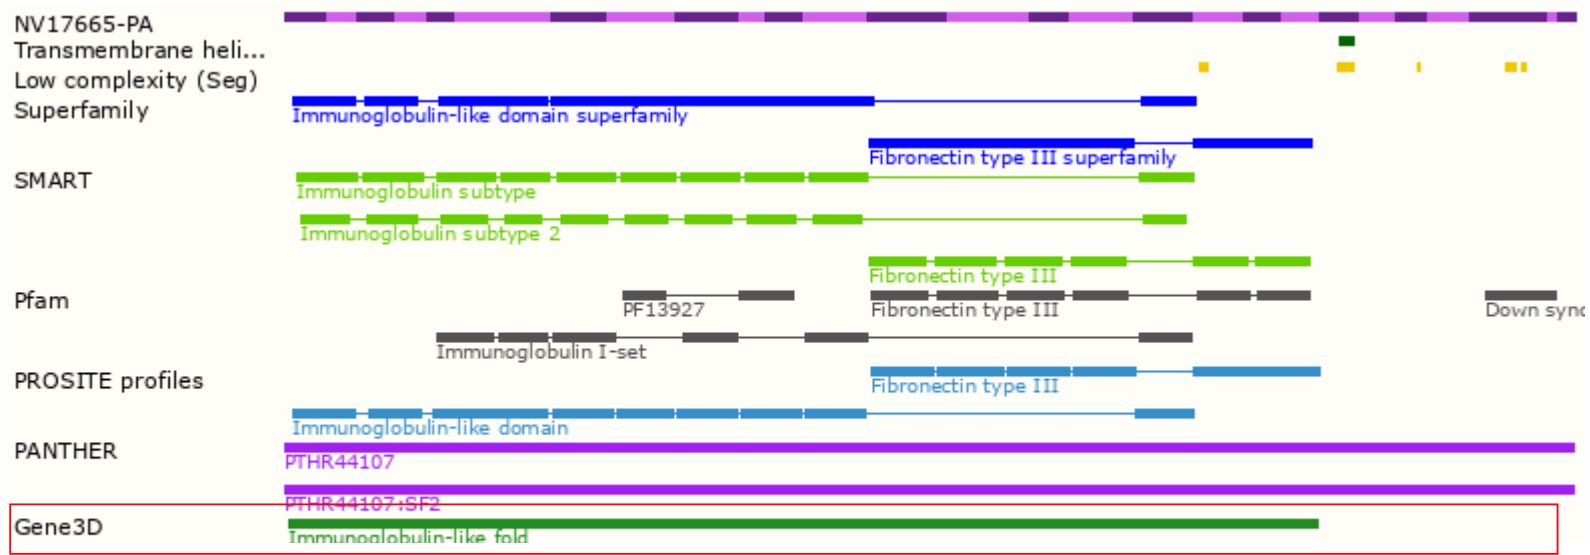 NV17665-PA
Transmembrane heli...
Low complexity (Seg)
Superfamily
Immunoglobulin-like domain superfamily
Fibronectin type III superfamily
SMART
Immunoglobulin subtype
Immunoglobulin subtype 2
Fibronectin type III
Pfam
PF13927
Fibronectin type III
Down sync
Immunoglobulin I-set
PROSITE profiles
Fibronectin type III
Immunoglobulin-like domain
PANTHER
PTHR44107
PTHR44107:SF2
Gene3D
Immunoglobulin-like fold